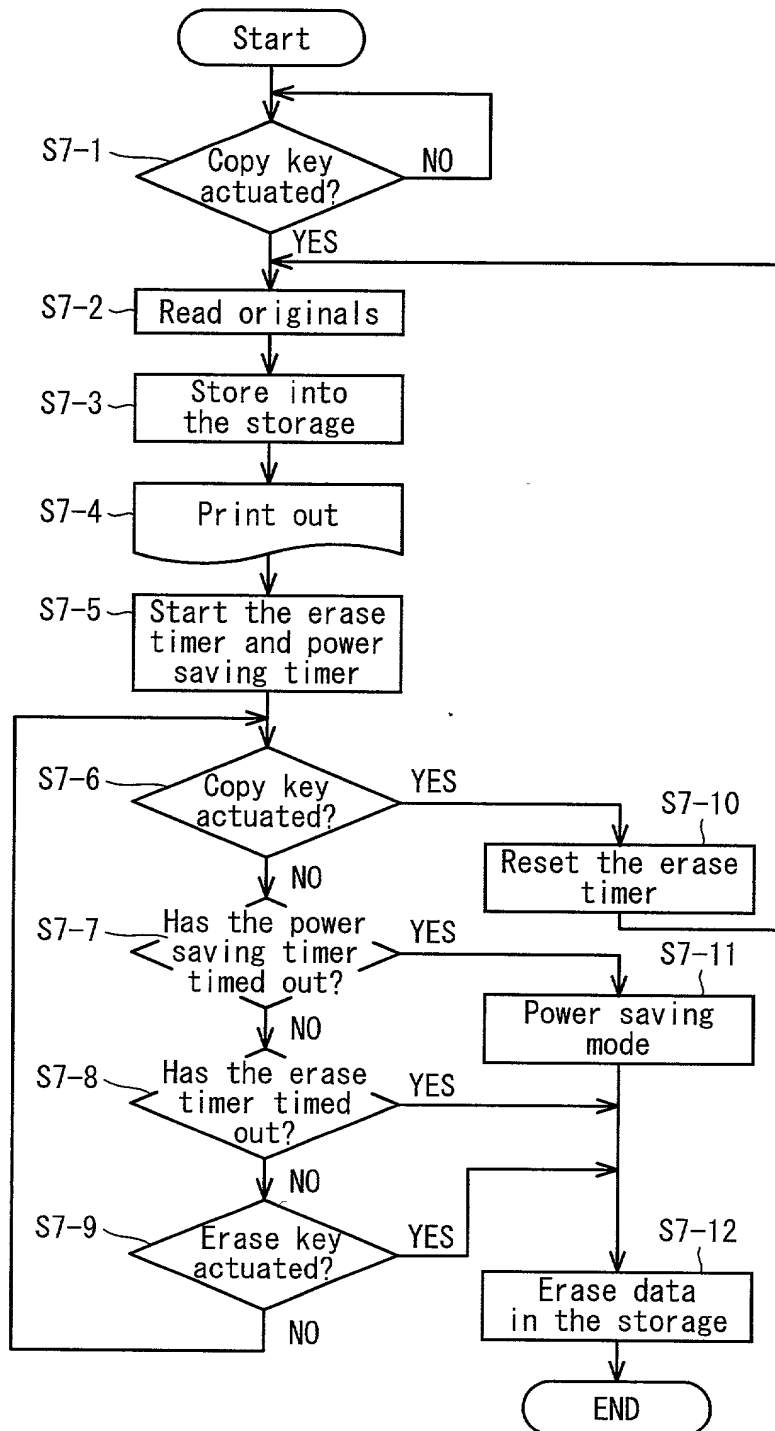 Start
S7-1
Copy key
actuated?
NO
YES
S7-2
Read originals
S7-3
Store into
the storage
S7-4
Print out
S7-5
Start the erase
timer and power
saving timer
S7-6
Copy key
actuated?
YES
NO
S7-10
Reset the erase
timer
S7-7
Has the power
saving timer
timed out?
YES
NO
S7-11
Power saving
mode
S7-8
Has the erase
timer timed
out?
YES
NO
S7-9
Erase key
actuated?
YES
NO
S7-12
Erase data
in the storage
END